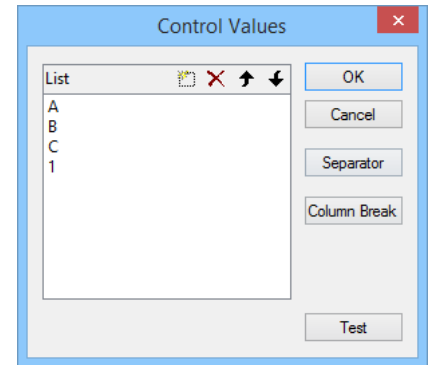 Control Values
List
A
B
C
1
OK
Cancel
Separator
Column Break
Test